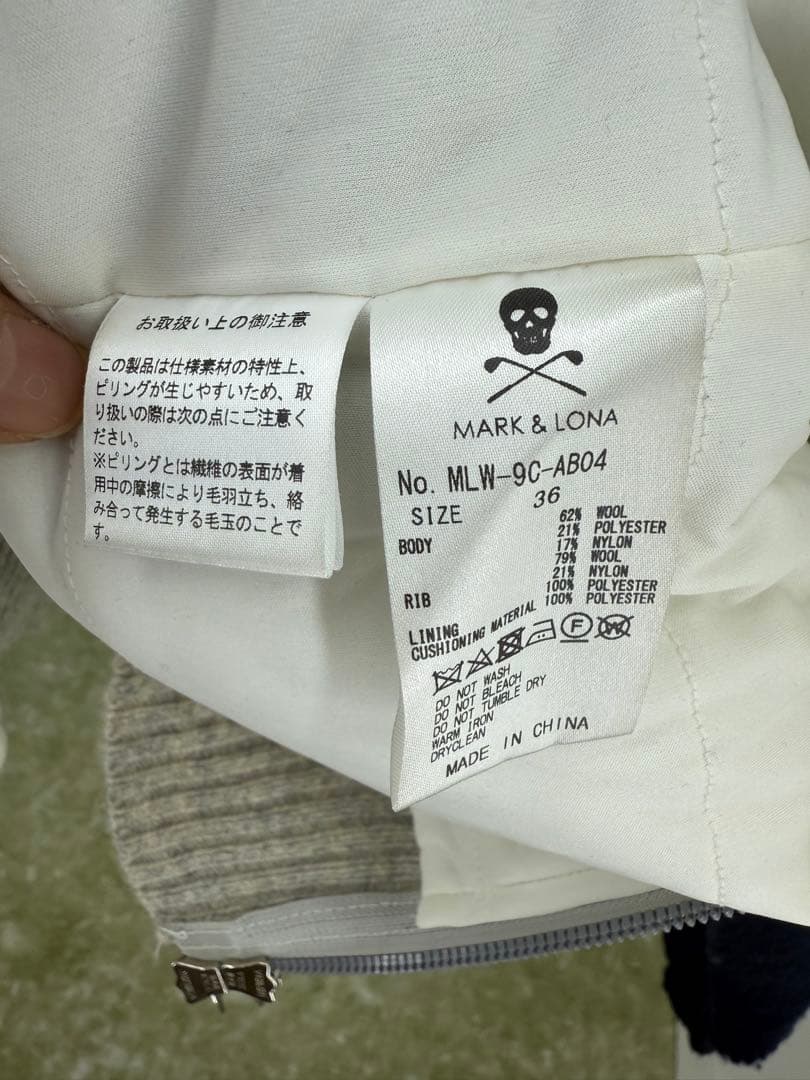 お取扱い上の御注意
この製品は仕様素材の特性上、
ピリングが生じやすいため、取
り扱いの際は次の点にご注意く
ださい。
※ピリングとは繊維の表面が着
用中の摩擦により毛羽立ち、絡
み合って発生する毛玉のことで
す。
MARK & LONA
No. MLW-9C-AB04
SIZE 36
BODY 62% WOOL
21% POLYESTER
17% NYLON
RIB 79% WOOL
21% NYLON
LINING 100% POLYESTER
CUSHIONING MATERIAL 100% POLYESTER
F W
DO NOT WASH
DO NOT BLEACH
DO NOT TUMBLE DRY
WARM IRON
DRYCLEAN
MADE IN CHINA